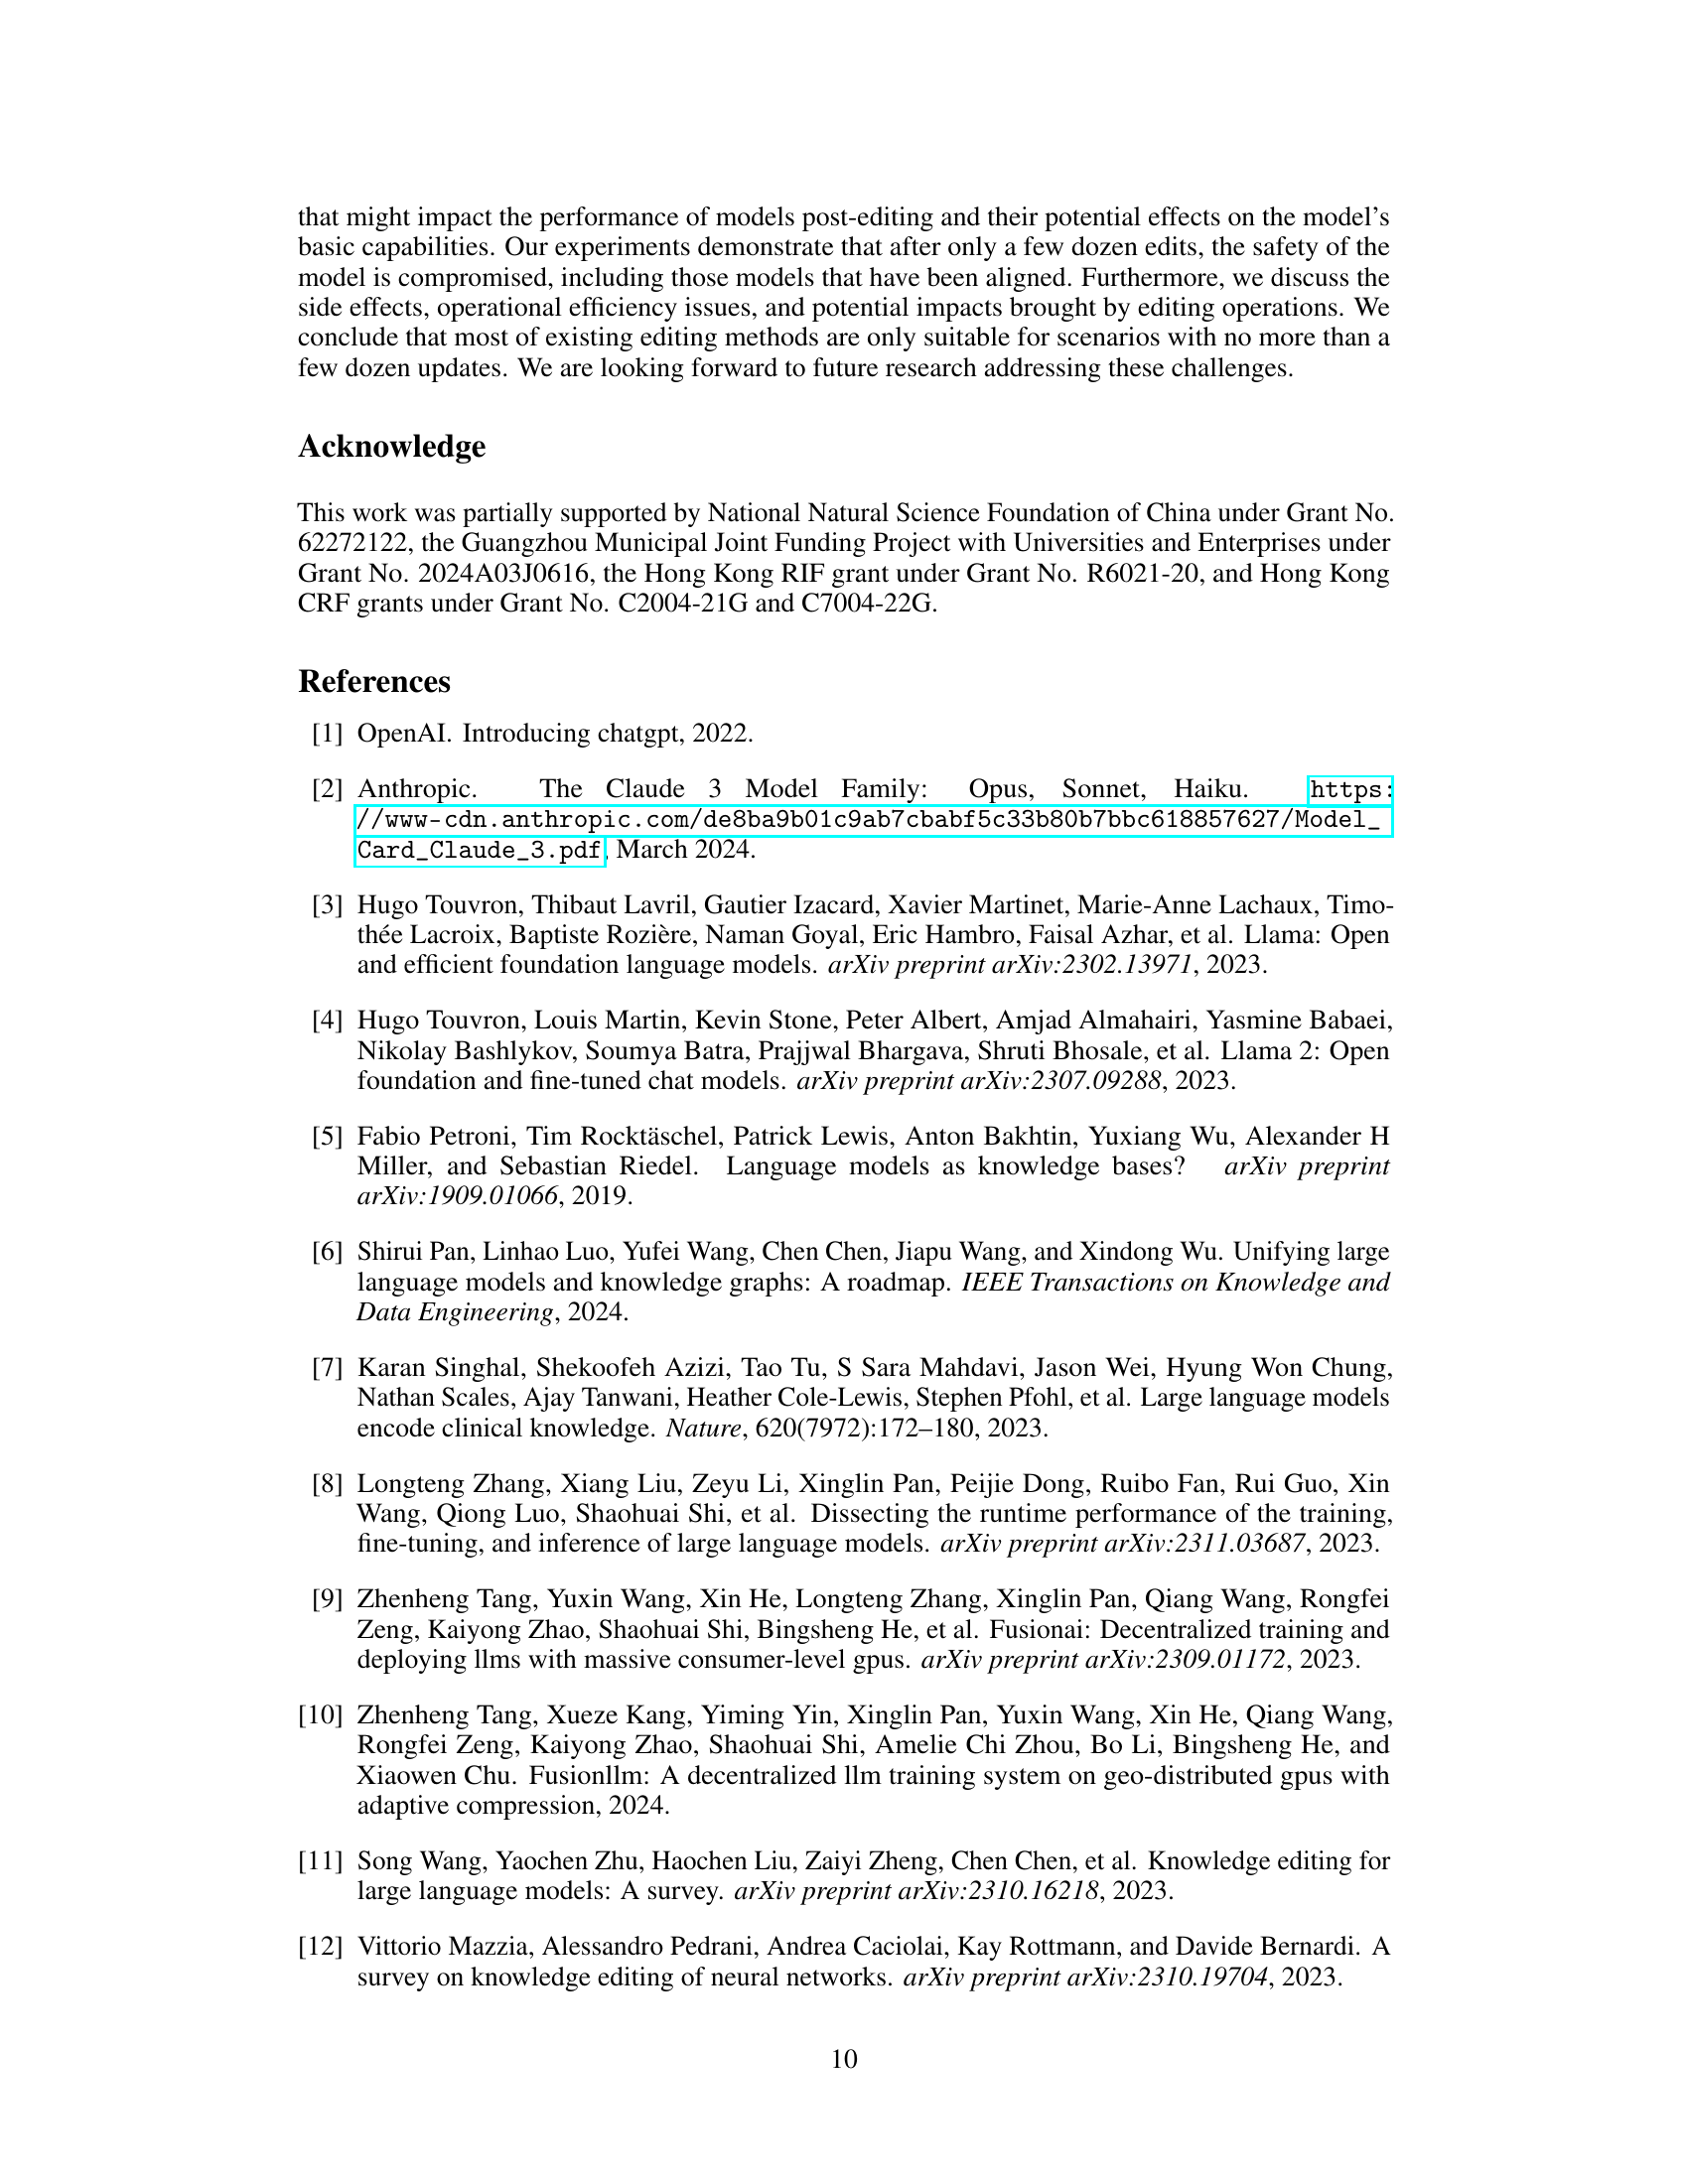 that might impact the performance of models post-editing and their potential effects on the model's
basic capabilities. Our experiments demonstrate that after only a few dozen edits, the safety of the
model is compromised, including those models that have been aligned. Furthermore, we discuss the
side effects, operational efficiency issues, and potential impacts brought by editing operations. We
conclude that most of existing editing methods are only suitable for scenarios with no more than a
few dozen updates. We are looking forward to future research addressing these challenges.
Acknowledge
This work was partially supported by National Natural Science Foundation of China under Grant No.
62272122, the Guangzhou Municipal Joint Funding Project with Universities and Enterprises under
Grant No. 2024A03J0616, the Hong Kong RIF grant under Grant No. R6021-20, and Hong Kong
CRF grants under Grant No. C2004-21G and C7004-22G.
References
[1] OpenAI. Introducing chatgpt, 2022.
[2] Anthropic. The Claude 3 Model Family: Opus, Sonnet, Haiku. https:
//www-cdn.anthropic.com/de8ba9b01c9ab7cbabf5c33b80b7bbc618857627/Model_
Card_Claude_3.pdf, March 2024.
[3] Hugo Touvron, Thibaut Lavril, Gautier Izacard, Xavier Martinet, Marie-Anne Lachaux, Timo-
thée Lacroix, Baptiste Rozière, Naman Goyal, Eric Hambro, Faisal Azhar, et al. Llama: Open
and efficient foundation language models. arXiv preprint arXiv:2302.13971, 2023.
[4] Hugo Touvron, Louis Martin, Kevin Stone, Peter Albert, Amjad Almahairi, Yasmine Babaei,
Nikolay Bashlykov, Soumya Batra, Prajjwal Bhargava, Shruti Bhosale, et al. Llama 2: Open
foundation and fine-tuned chat models. arXiv preprint arXiv:2307.09288, 2023.
[5] Fabio Petroni, Tim Rocktäschel, Patrick Lewis, Anton Bakhtin, Yuxiang Wu, Alexander H
Miller, and Sebastian Riedel. Language models as knowledge bases? arXiv preprint
arXiv:1909.01066, 2019.
[6] Shirui Pan, Linhao Luo, Yufei Wang, Chen Chen, Jiapu Wang, and Xindong Wu. Unifying large
language models and knowledge graphs: A roadmap. IEEE Transactions on Knowledge and
Data Engineering, 2024.
[7] Karan Singhal, Shekoofeh Azizi, Tao Tu, S Sara Mahdavi, Jason Wei, Hyung Won Chung,
Nathan Scales, Ajay Tanwani, Heather Cole-Lewis, Stephen Pfohl, et al. Large language models
encode clinical knowledge. Nature, 620(7972):172–180, 2023.
[8] Longteng Zhang, Xiang Liu, Zeyu Li, Xinglin Pan, Peijie Dong, Ruibo Fan, Rui Guo, Xin
Wang, Qiong Luo, Shaohuai Shi, et al. Dissecting the runtime performance of the training,
fine-tuning, and inference of large language models. arXiv preprint arXiv:2311.03687, 2023.
[9] Zhenheng Tang, Yuxin Wang, Xin He, Longteng Zhang, Xinglin Pan, Qiang Wang, Rongfei
Zeng, Kaiyong Zhao, Shaohuai Shi, Bingsheng He, et al. Fusionai: Decentralized training and
deploying llms with massive consumer-level gpus. arXiv preprint arXiv:2309.01172, 2023.
[10] Zhenheng Tang, Xueze Kang, Yiming Yin, Xinglin Pan, Yuxin Wang, Xin He, Qiang Wang,
Rongfei Zeng, Kaiyong Zhao, Shaohuai Shi, Amelie Chi Zhou, Bo Li, Bingsheng He, and
Xiaowen Chu. Fusionllm: A decentralized llm training system on geo-distributed gpus with
adaptive compression, 2024.
[11] Song Wang, Yaochen Zhu, Haochen Liu, Zaiyi Zheng, Chen Chen, et al. Knowledge editing for
large language models: A survey. arXiv preprint arXiv:2310.16218, 2023.
[12] Vittorio Mazzia, Alessandro Pedrani, Andrea Caciolai, Kay Rottmann, and Davide Bernardi. A
survey on knowledge editing of neural networks. arXiv preprint arXiv:2310.19704, 2023.
10